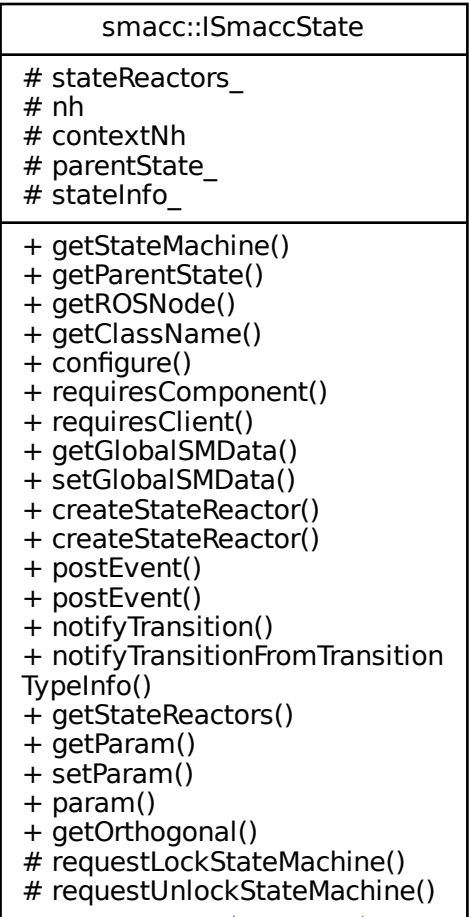 smacc::ISmaccState
# stateReactors_
# nh
# contextNh
# parentState_
# stateInfo_
+ getStateMachine()
+ getParentState()
+ getROSNode()
+ getClassName()
+ configure()
+ requiresComponent()
+ requiresClient()
+ getGlobalSMData()
+ setGlobalSMData()
+ createStateReactor()
+ createStateReactor()
+ postEvent()
+ postEvent()
+ notifyTransition()
+ notifyTransitionFromTransition
TypeInfo()
+ getStateReactors()
+ getParam()
+ setParam()
+ param()
+ getOrthogonal()
# requestLockStateMachine()
# requestUnlockStateMachine()